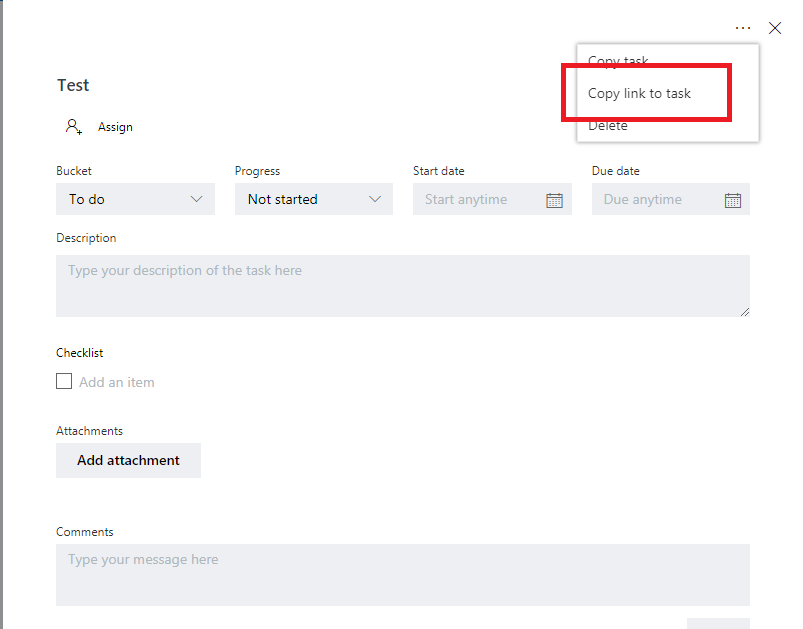 ...
Copy task
Copy link to task
Delete
Test
Assign
Bucket Progress Start date Due date
To do Not started Start anytime Due anytime
Description
Type your description of the task here
Checklist
Add an item
Attachments
Add attachment
Comments
Type your message here